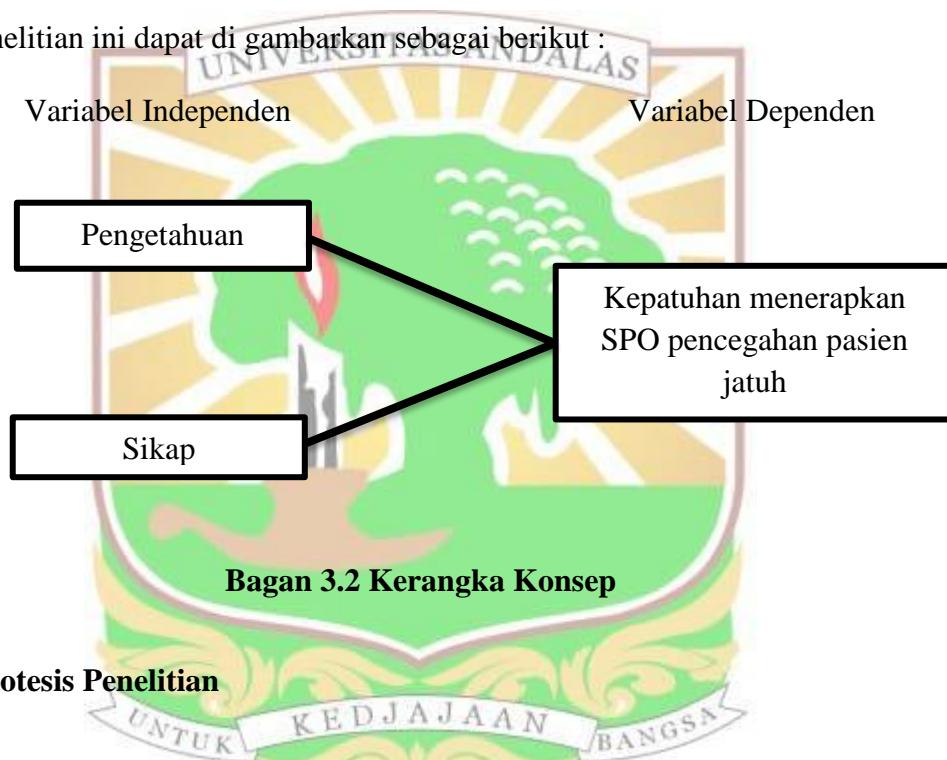 nelitian ini dapat di gambarkan sebagai berikut :
UNIVERSITAS ANDALAS
Variabel Independen Variabel Dependen
Pengetahuan
Kepatuhan menerapkan
SPO pencegahan pasien
jatuh
Sikap
Bagan 3.2 Kerangka Konsep
otesis Penelitian
UNTUK KEDJAJAAN BANGSA